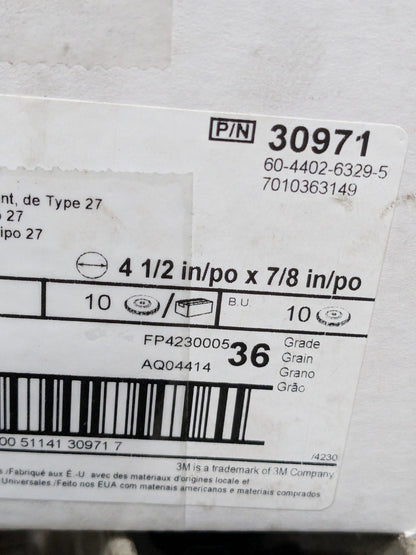 P/N 30971
60-4402-6329-5
7010363149
nt, de Type 27
27
ipo 27
4 1/2 in/po x 7/8 in/po
10 / B.U. 10
FP4230005 36 Grade
AQ04414 Grain
Grano
Grão
00 51141 30971 7
/4230
3M is a trademark of 3M Company
./Fabriqué aux É.-U. avec des matériaux d'origines locale et
Universales./Feito nos EUA com materiais americanos e materiais comprados